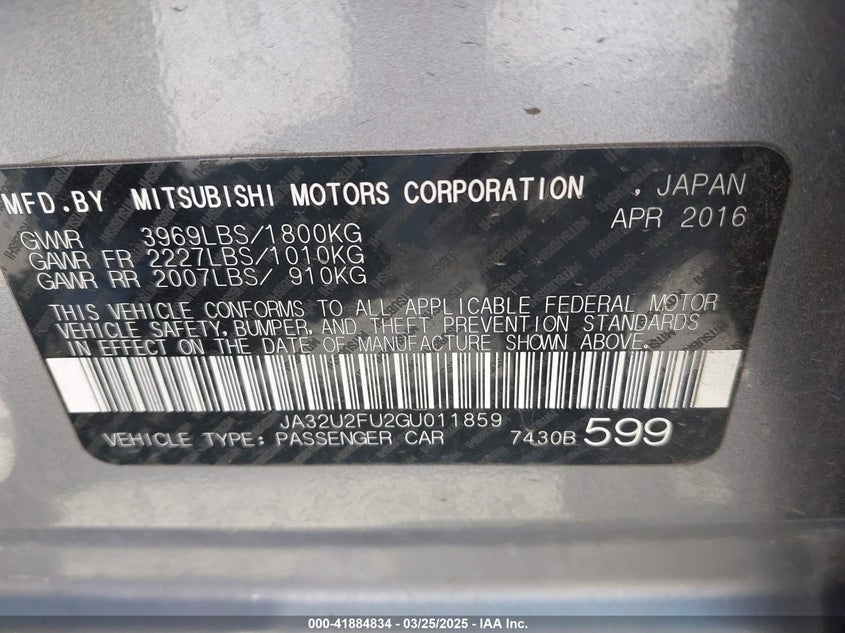 MFD.BY MITSUBISHI MOTORS CORPORATION , JAPAN
APR 2016
GVWR 3969LBS/1800KG
GAWR FR 2227LBS/1010KG
GAWR RR 2007LBS/ 910KG
THIS VEHICLE CONFORMS TO ALL APPLICABLE FEDERAL MOTOR
VEHICLE SAFETY, BUMPER, AND THEFT PREVENTION STANDARDS
IN EFFECT ON THE DATE OF MANUFACTURE SHOWN ABOVE.
JA32U2FU2GU011859
VEHICLE TYPE: PASSENGER CAR 7430B 599
000-41884834 - 03/25/2025 - IAA Inc.